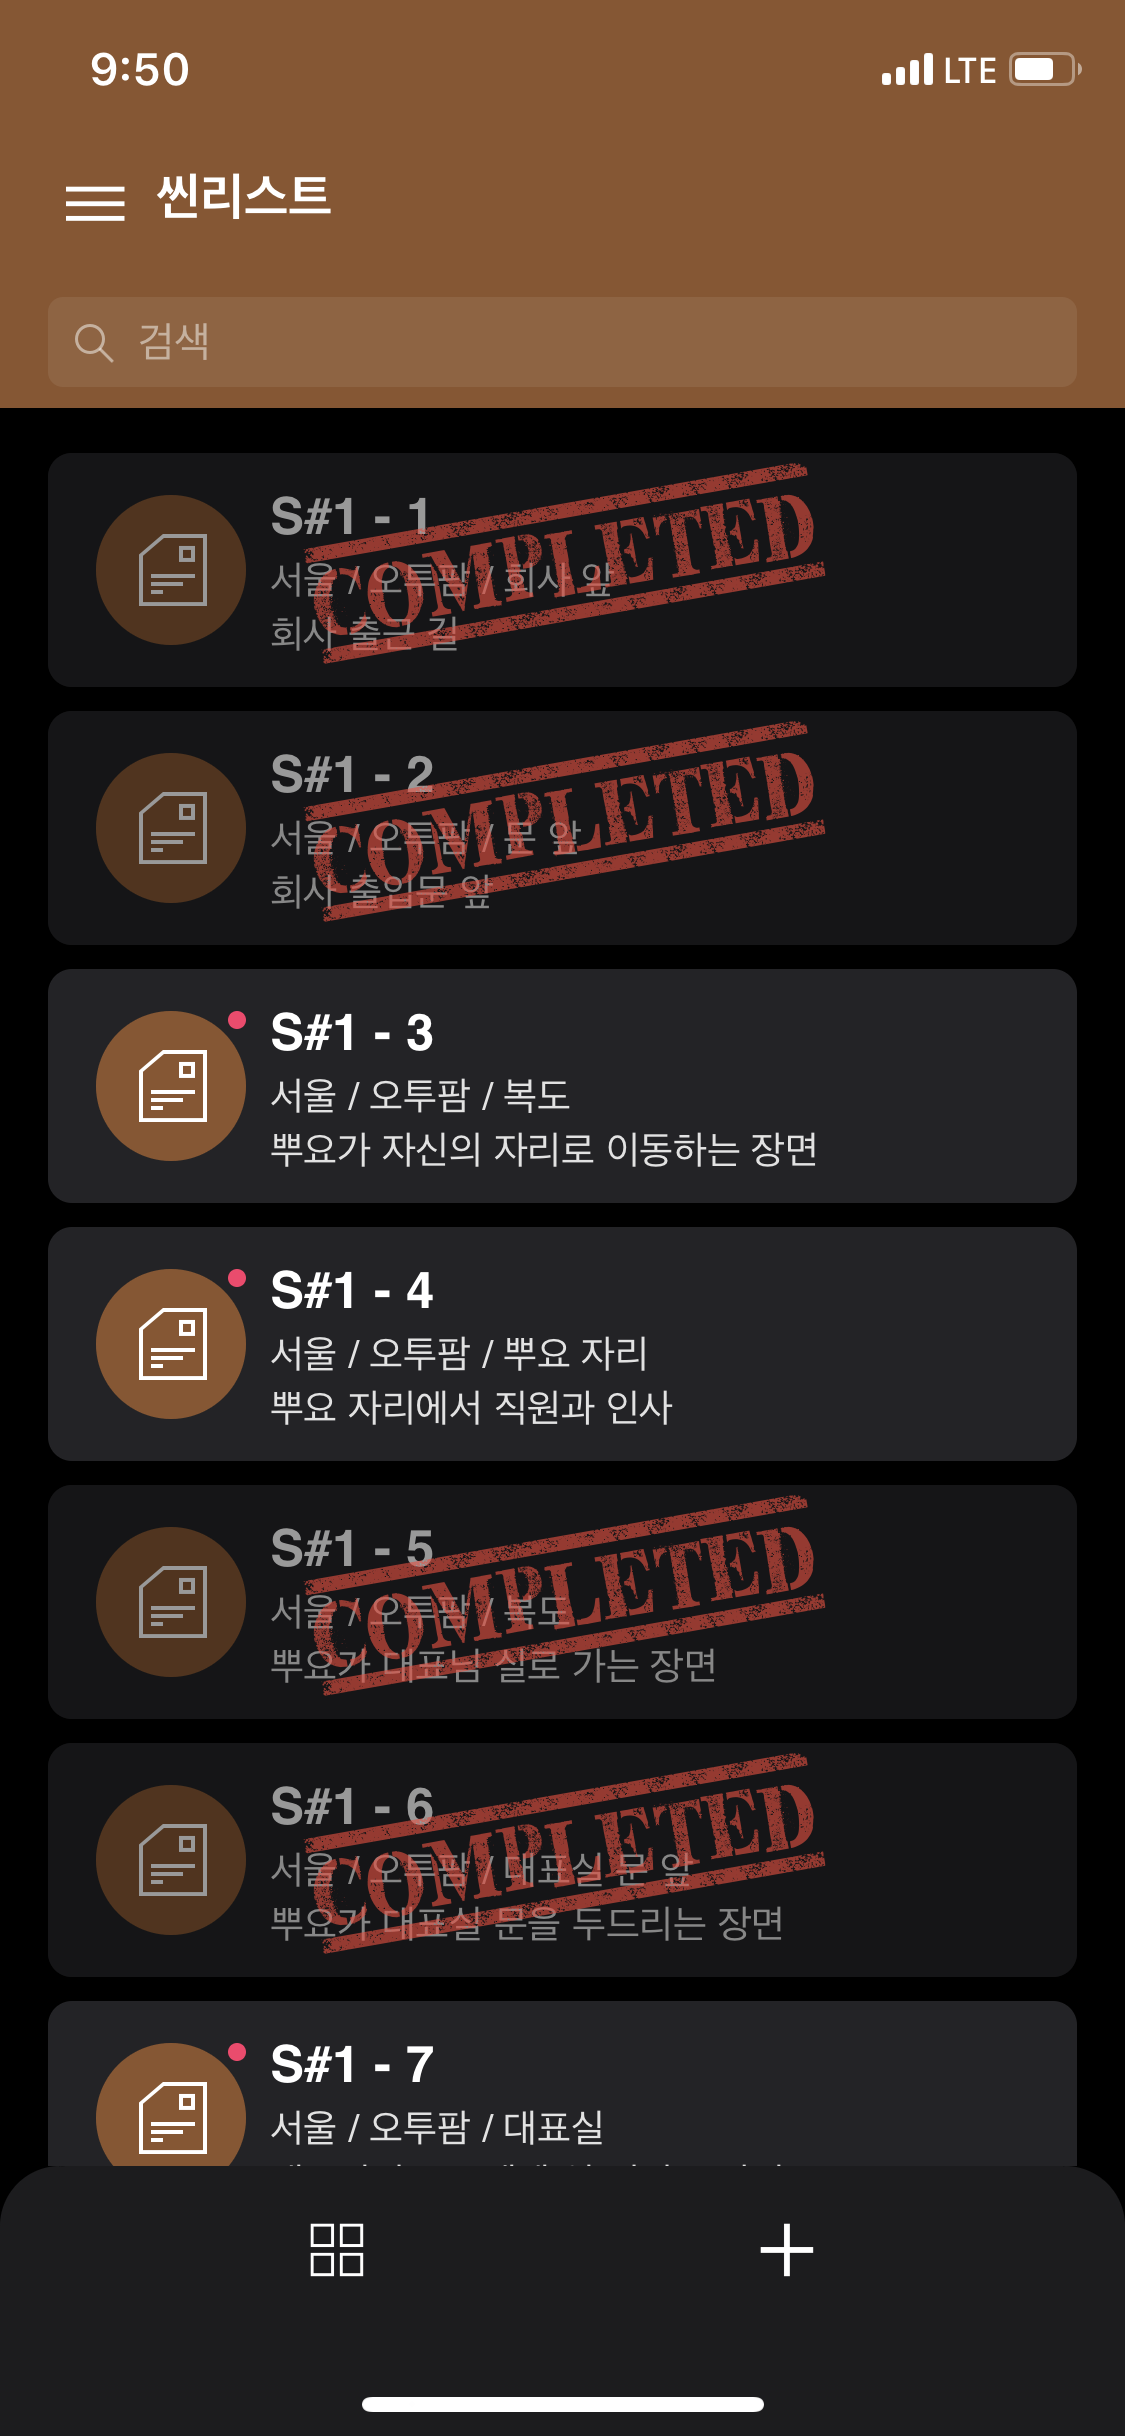 9:50
LTE
씬리스트
검색
S#1 - 1
서울 / 오투팜 / 회사 앞
회사 출근 길
COMPLETED
S#1 - 2
서울 / 오투팜 / 문 앞
회사 출입문 앞
COMPLETED
S#1 - 3
서울 / 오투팜 / 복도
뿌요가 자신의 자리로 이동하는 장면
S#1 - 4
서울 / 오투팜 / 뿌요 자리
뿌요 자리에서 직원과 인사
S#1 - 5
서울 / 오투팜 / 복도
뿌요가 대표님 실로 가는 장면
COMPLETED
S#1 - 6
서울 / 오투팜 / 대표실 문 앞
뿌요가 대표실 문을 두드리는 장면
COMPLETED
S#1 - 7
서울 / 오투팜 / 대표실